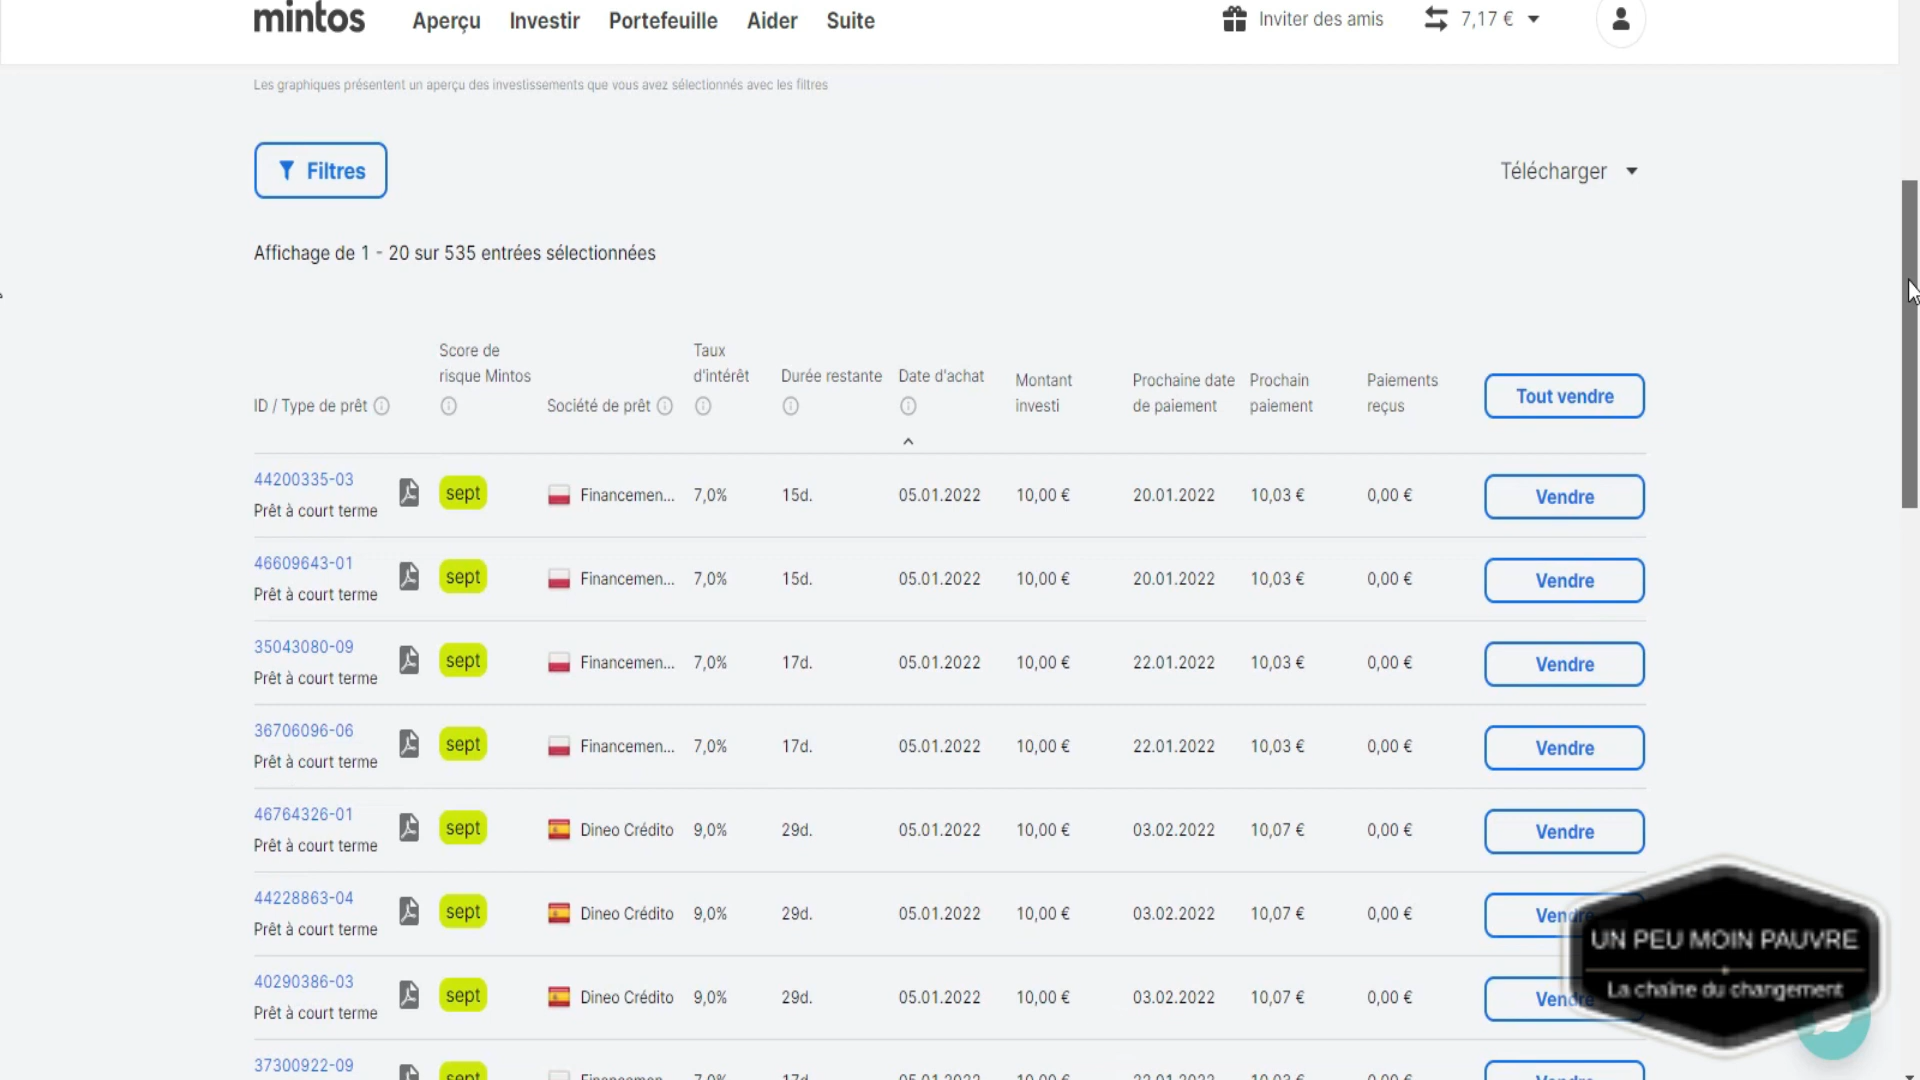 mintos Aperçu Investir Portefeuille Aider Suite Inviter des amis 7,17 €
Les graphiques présentent un aperçu des investissements que vous avez sélectionnés avec les filtres
Filtres Télécharger
Affichage de 1 - 20 sur 535 entrées sélectionnées
ID / Type de prêt Score de risque Mintos Société de prêt Taux d'intérêt Durée restante Date d'achat Montant investi Prochaine date de paiement Prochain paiement Paiements reçus Tout vendre
44200335-03
Prêt à court terme sept Financemen... 7,0% 15d. 05.01.2022 10,00 € 20.01.2022 10,03 € 0,00 € Vendre
46609643-01
Prêt à court terme sept Financemen... 7,0% 15d. 05.01.2022 10,00 € 20.01.2022 10,03 € 0,00 € Vendre
35043080-09
Prêt à court terme sept Financemen... 7,0% 17d. 05.01.2022 10,00 € 22.01.2022 10,03 € 0,00 € Vendre
36706096-06
Prêt à court terme sept Financemen... 7,0% 17d. 05.01.2022 10,00 € 22.01.2022 10,03 € 0,00 € Vendre
46764326-01
Prêt à court terme sept Dineo Crédito 9,0% 29d. 05.01.2022 10,00 € 03.02.2022 10,07 € 0,00 € Vendre
44228863-04
Prêt à court terme sept Dineo Crédito 9,0% 29d. 05.01.2022 10,00 € 03.02.2022 10,07 € 0,00 € Vendre
40290386-03
Prêt à court terme sept Dineo Crédito 9,0% 29d. 05.01.2022 10,00 € 03.02.2022 10,07 € 0,00 € Vendre
37300922-09
UN PEU MOIN PAUVRE
La chaîne du changement